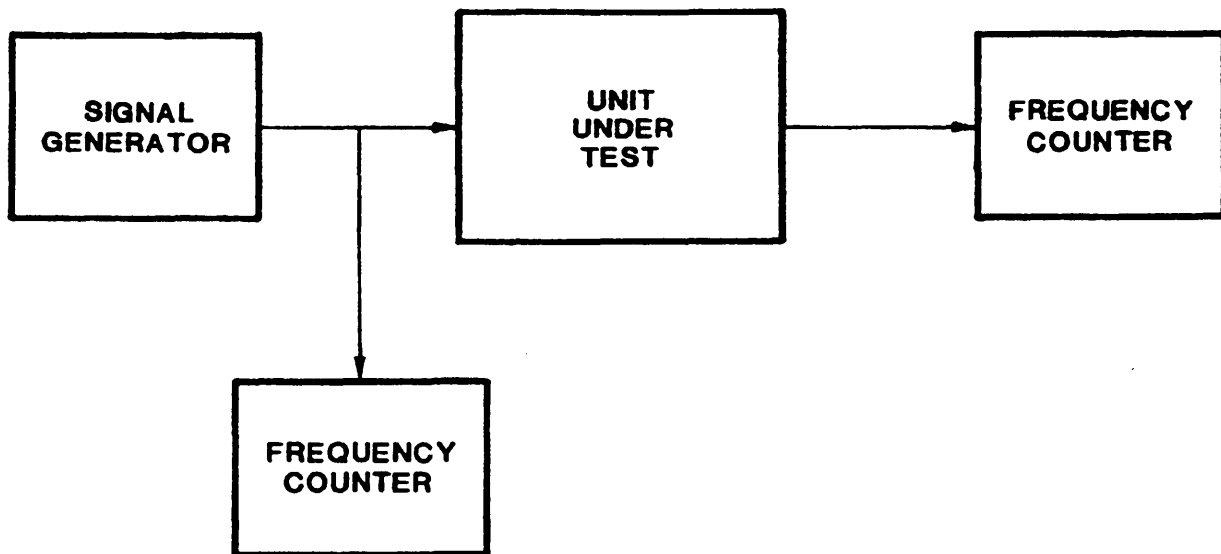 SIGNAL
GENERATOR
UNIT
UNDER
TEST
FREQUENCY
COUNTER
FREQUENCY
COUNTER